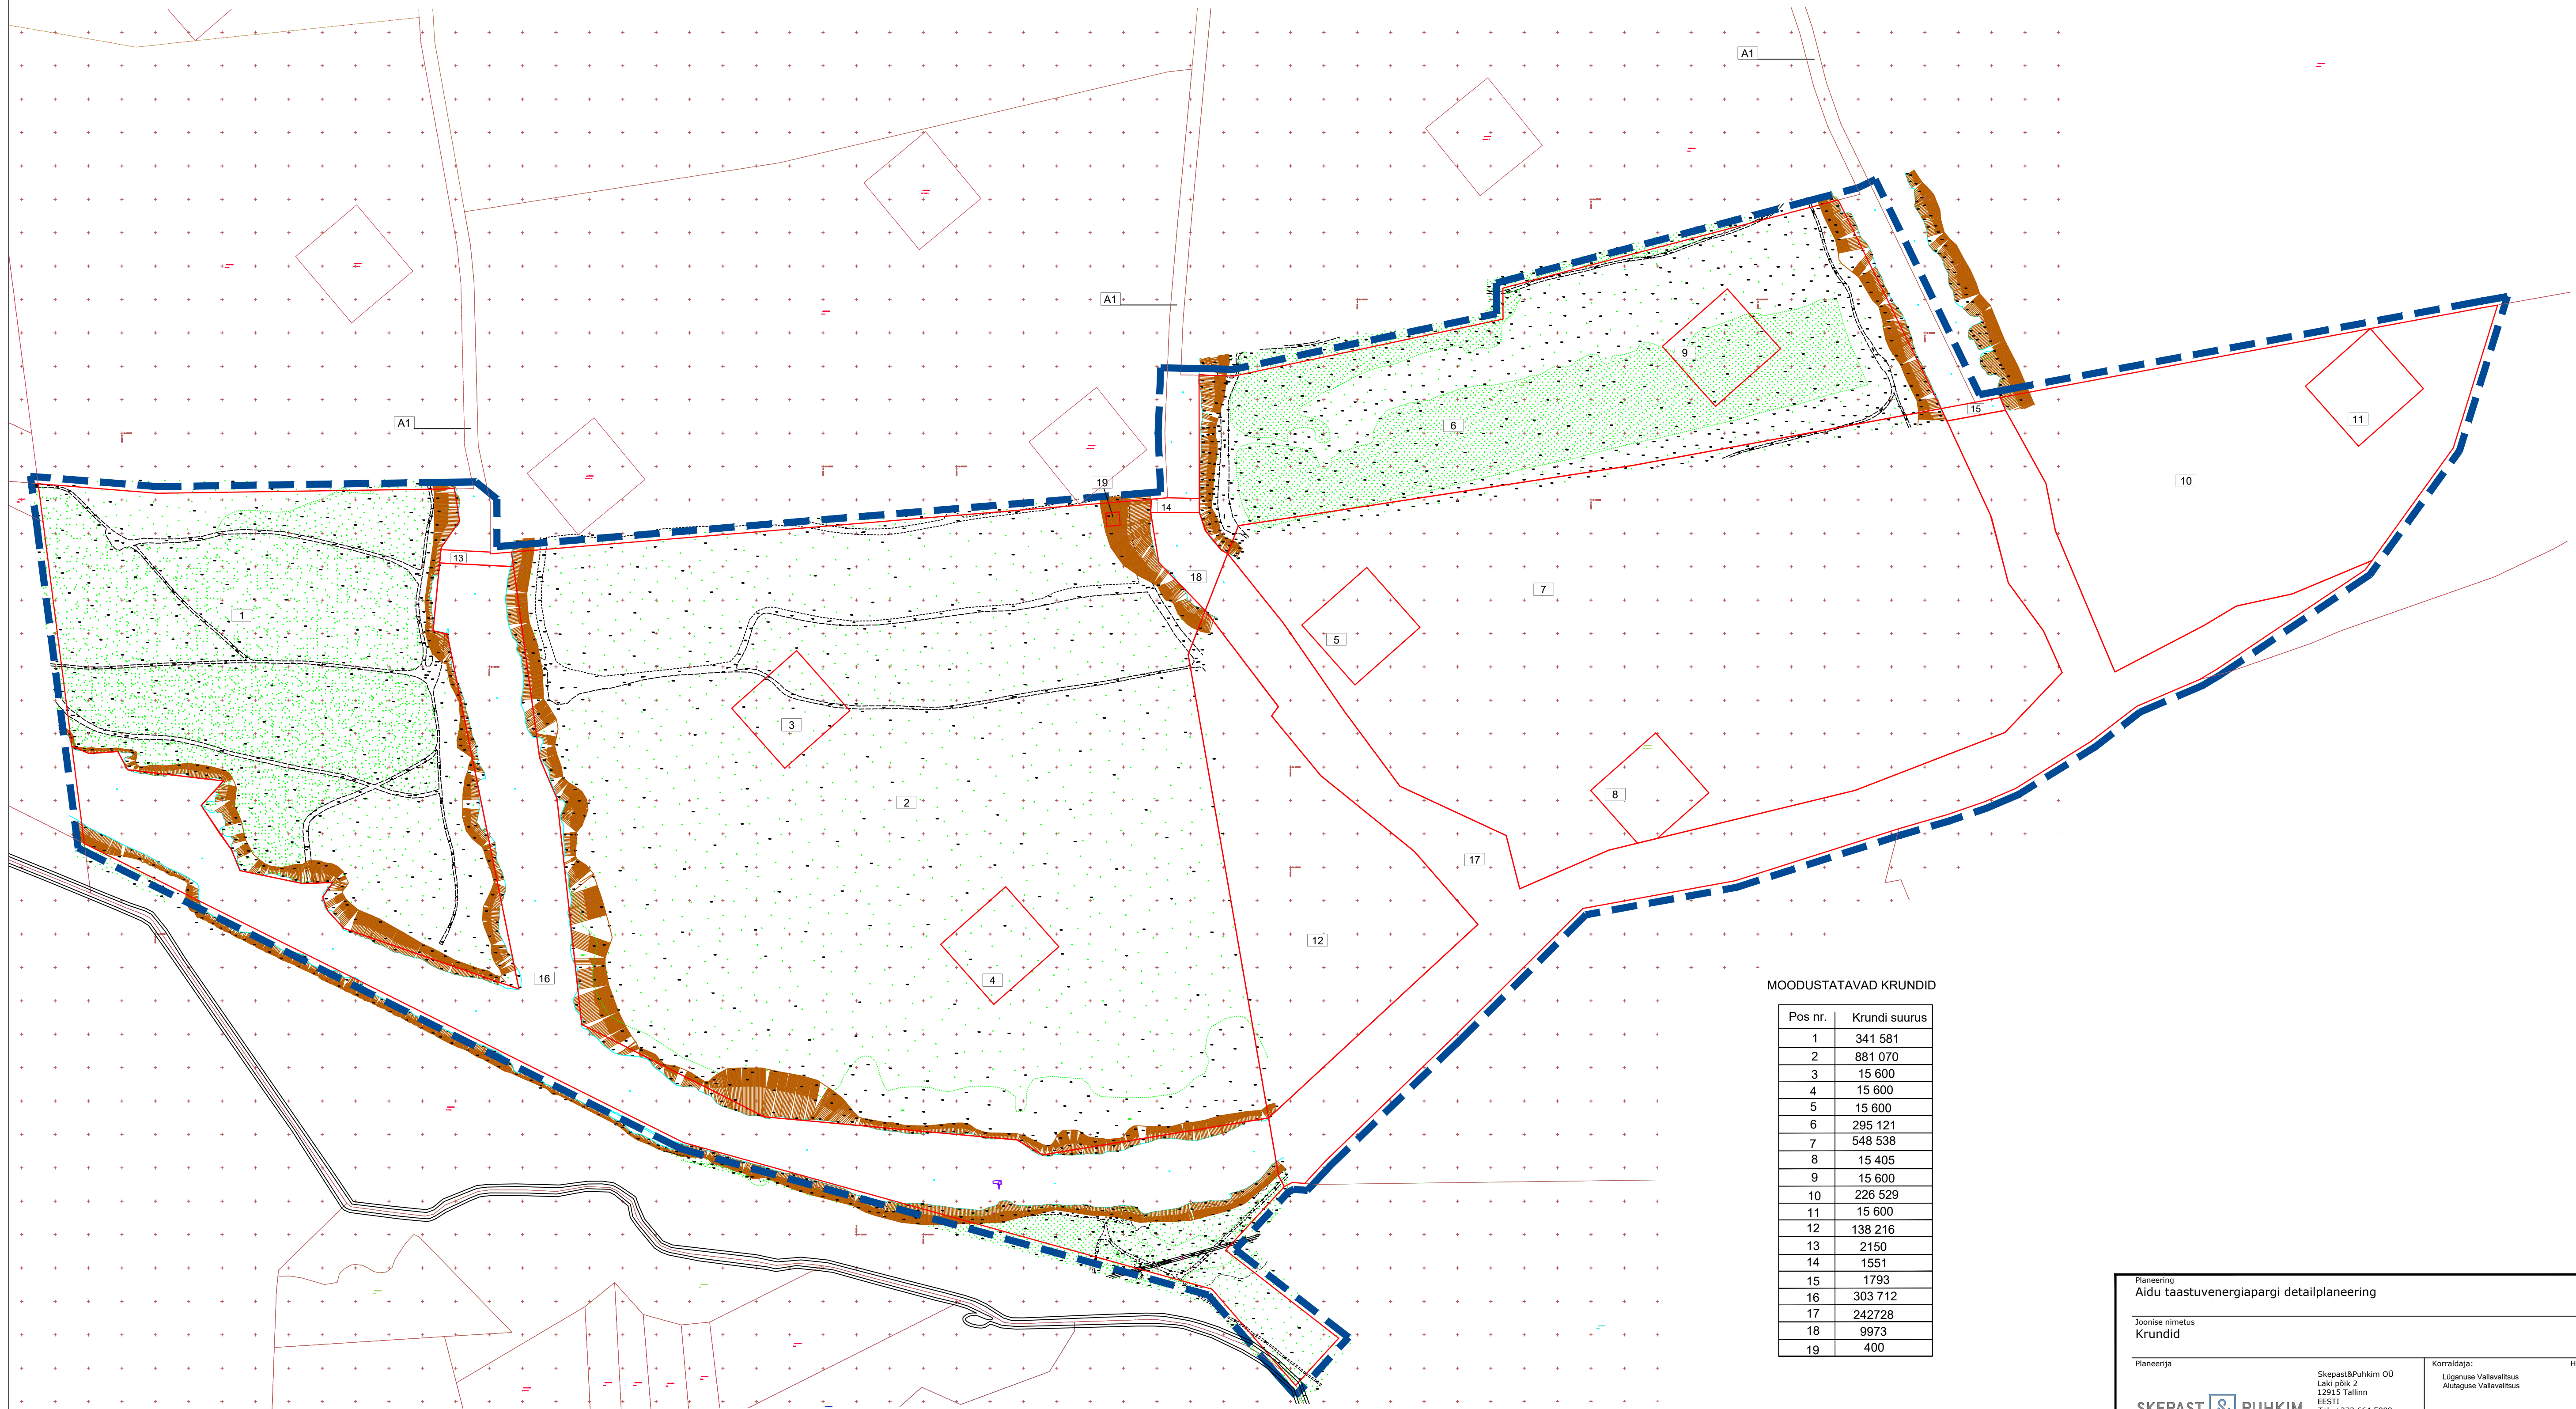 A1
A1
A1
9
11
6
15
10
19
14
13
18
7
1
5
3
8
2
17
12
16
4
MOODUSTATAVAD KRUNDID
Pos nr. Krundi suurus
1 341 581
2 881 070
3 15 600
4 15 600
5 15 600
6 295 121
7 548 538
8 15 405
9 15 600
10 226 529
11 15 600
12 138 216
13 2150
14 1551
15 1793
16 303 712
17 242728
18 9973
19 400
Planeering
Aidu taastuvenergiapargi detailplaneering
Joonise nimetus
Krundid
Planeerija
Skepast&Puhkim OÜ
Laki põik 2
12915 Tallinn
EESTI
SKEPAST & PUHKIM
Korraldaja:
Lüganuse Vallavalitsus
Alutaguse Vallavalitsus